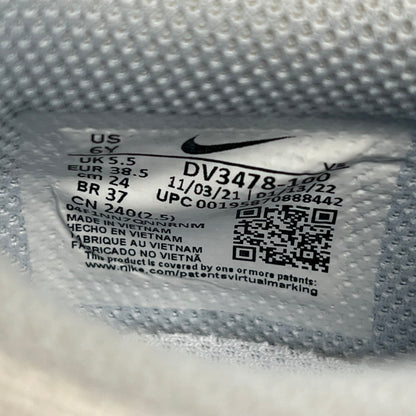 US
6Y
UK 5.5
EUR 38.5
cm 24
BR 37
CN 240(2.5)
DV3478-100
11/03/21
UPC
MADE IN VIETNAM
HECHO EN VIETNAM
FABRIQUE AU VIETNAM
FABRICADO NO VIETNÃ
This product is covered by one or more patents:
www.nike.com/patentsvirtualmarking